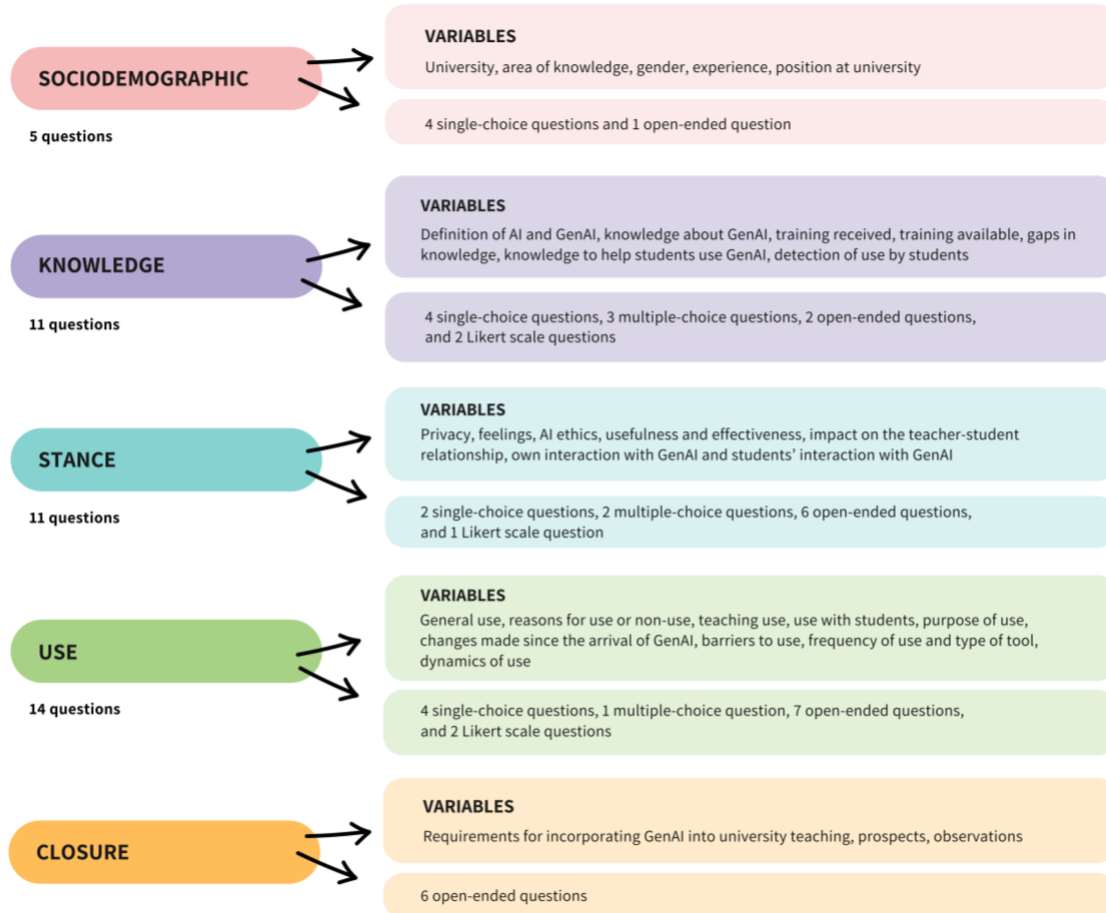 SOCIODEMOGRAPHIC
5 questions
VARIABLES
University, area of knowledge, gender, experience, position at university
4 single-choice questions and 1 open-ended question
KNOWLEDGE
11 questions
VARIABLES
Definition of AI and GenAI, knowledge about GenAI, training received, training available, gaps in
knowledge, knowledge to help students use GenAI, detection of use by students
4 single-choice questions, 3 multiple-choice questions, 2 open-ended questions,
and 2 Likert scale questions
STANCE
11 questions
VARIABLES
Privacy, feelings, AI ethics, usefulness and effectiveness, impact on the teacher-student
relationship, own interaction with GenAI and students’ interaction with GenAI
2 single-choice questions, 2 multiple-choice questions, 6 open-ended questions,
and 1 Likert scale question
USE
14 questions
VARIABLES
General use, reasons for use or non-use, teaching use, use with students, purpose of use,
changes made since the arrival of GenAI, barriers to use, frequency of use and type of tool,
dynamics of use
4 single-choice questions, 1 multiple-choice question, 7 open-ended questions,
and 2 Likert scale questions
CLOSURE
VARIABLES
Requirements for incorporating GenAI into university teaching, prospects, observations
6 open-ended questions